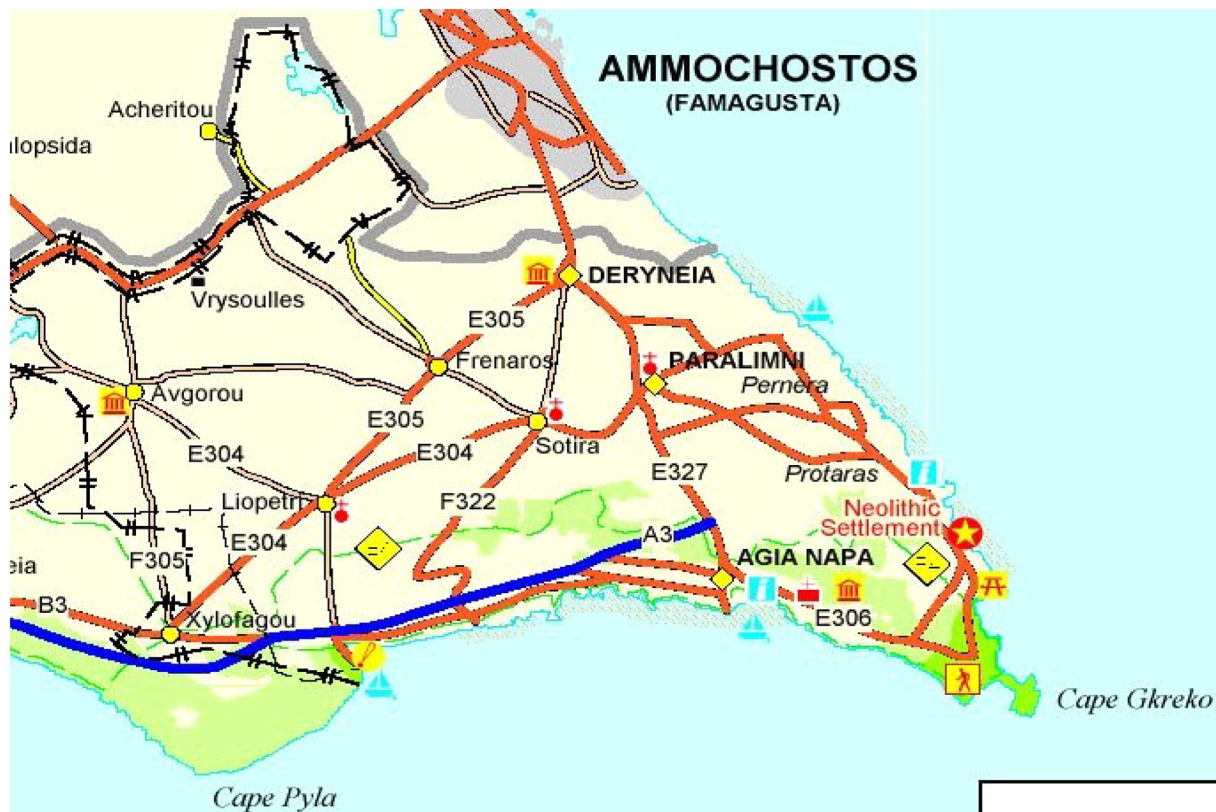 AMMOCHOSTOS
(FAMAGUSTA)
Acheritou
alopsida
DERYNEIA
Vrysoulles
E305
Frenaros
PARALIMNI
Pernera
Avgorou
E305
E304
E304
Sotira
E327
Protaras
Liopetri
F322
Neolithic
Settlement
E304
A3
F305
eia
AGIA NAPA
B3
E306
Xylofagou
Cape Gkreko
Cape Pyla